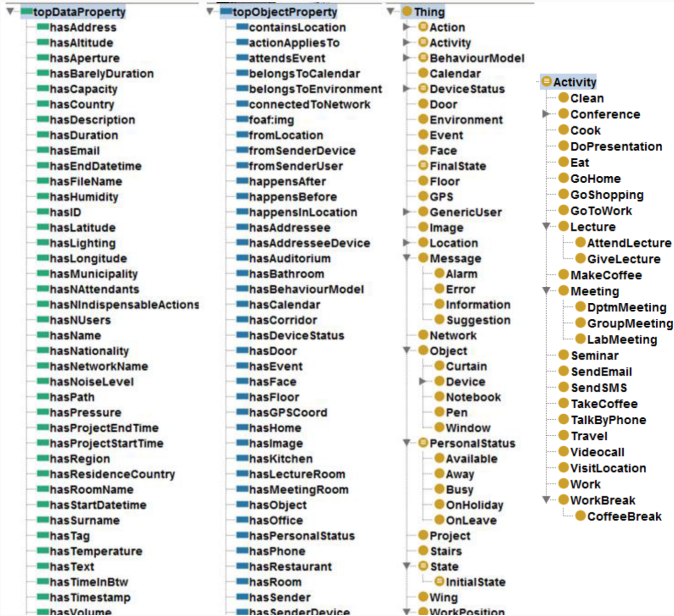 topDataProperty
hasAddress
hasAltitude
hasAperture
hasBarelyDuration
hasCapacity
hasCountry
hasDescription
hasDuration
hasEmail
hasEndDatetime
hasFileName
hasHumidity
hasID
hasLatitude
hasLighting
hasLongitude
hasMunicipality
hasNAttendants
hasNIndispensableActions
hasNUsers
hasName
hasNationality
hasNetworkName
hasNoiseLevel
hasPath
hasPressure
hasProjectEndTime
hasProjectStartTime
hasRegion
hasResidenceCountry
hasRoomName
hasStartDatetime
hasSurname
hasTag
hasTemperature
hasText
hasTimeInBtw
hasTimestamp
hasVolume
topObjectProperty
containsLocation
actionAppliesTo
attendsEvent
belongsToCalendar
belongsToEnvironment
connectedToNetwork
foaf:img
fromLocation
fromSenderDevice
fromSenderUser
happensAfter
happensBefore
happensInLocation
hasAddressee
hasAddresseeDevice
hasAuditorium
hasBathroom
hasBehaviourModel
hasCalendar
hasCorridor
hasDeviceStatus
hasDoor
hasEvent
hasFace
hasFloor
hasGPSCoord
hasHome
hasImage
hasKitchen
hasLectureRoom
hasMeetingRoom
hasObject
hasOffice
hasPersonalStatus
hasPhone
hasRestaurant
hasRoom
hasSender
hasSenderDevice
Thing
Action
Activity
BehaviourModel
Calendar
DeviceStatus
Door
Environment
Event
Face
FinalState
Floor
GPS
GenericUser
Image
Location
Message
Alarm
Error
Information
Suggestion
Network
Object
Curtain
Device
Notebook
Pen
Window
PersonalStatus
Available
Away
Busy
OnHoliday
OnLeave
Project
Stairs
State
InitialState
Wing
WorkPosition
Activity
Clean
Conference
Cook
DoPresentation
Eat
GoHome
GoShopping
GoToWork
Lecture
AttendLecture
GiveLecture
MakeCoffee
Meeting
DptmMeeting
GroupMeeting
LabMeeting
Seminar
SendEmail
SendSMS
TakeCoffee
TalkByPhone
Travel
Videocall
VisitLocation
Work
WorkBreak
CoffeeBreak